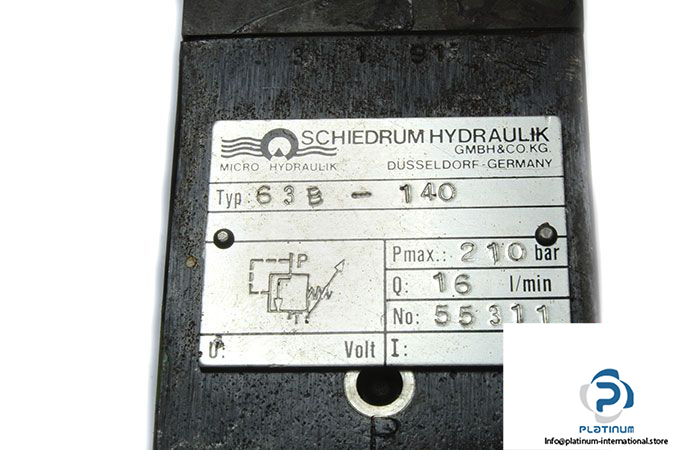 SCHIEDRUM HYDRAULIK
GMBH&CO.KG.
MICRO HYDRAULIK DÜSSELDORF-GERMANY
Typ: 63B - 140
P
T
Pmax.: 210 bar
Q: 16 l/min
No: 55311
U: Volt I:
P
PLATINUM
info@platinum-international.store